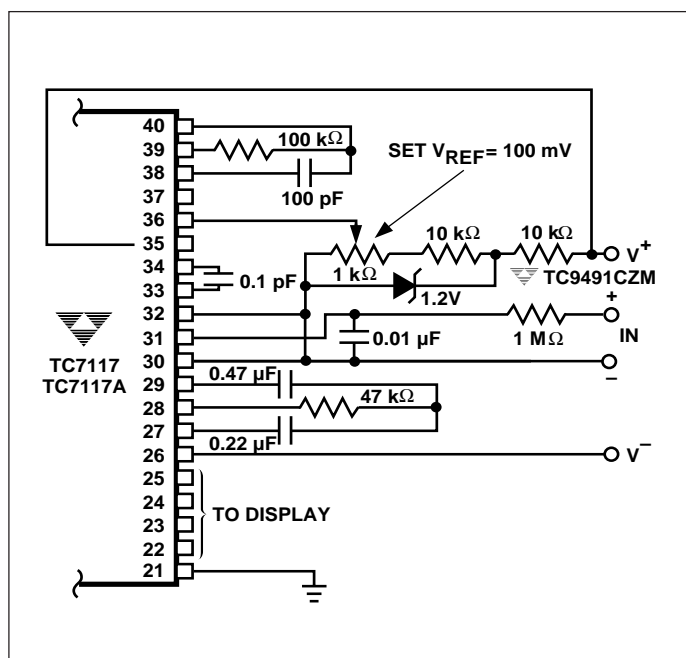 40
39
38
37
36
35
34
33
32
31
30
29
28
27
26
25
24
23
22
21
TC7117
TC7117A
100 kΩ
100 pF
SET VREF= 100 mV
10 kΩ
10 kΩ
V+
1 kΩ
TC9491CZM
0.1 pF
1.2V
+
IN
0.01 µF
1 MΩ
–
0.47 µF
47 kΩ
0.22 µF
V–
TO DISPLAY